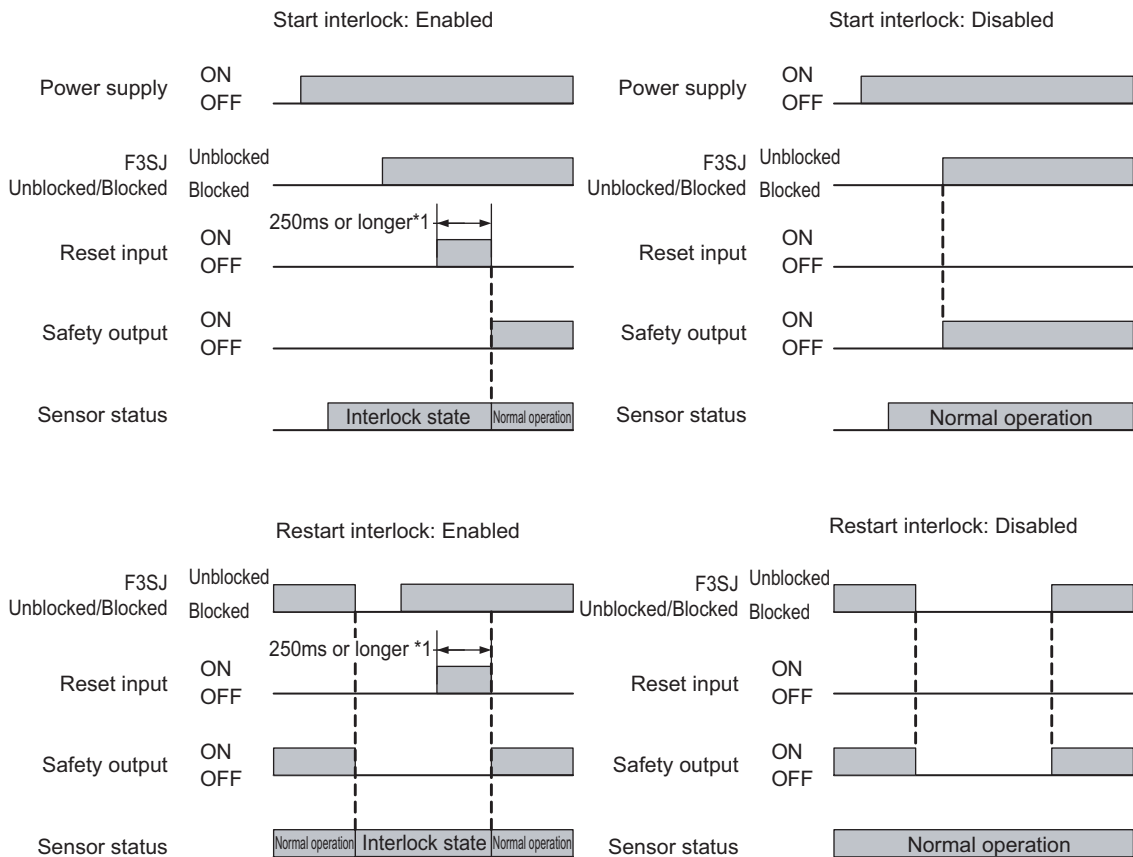 Start interlock: Enabled
Power supply
ON
OFF
F3SJ
Unblocked/Blocked
Unblocked
Blocked
250ms or longer*1
Reset input
ON
OFF
Safety output
ON
OFF
Sensor status
Interlock state
Normal operation
Start interlock: Disabled
Power supply
ON
OFF
F3SJ
Unblocked/Blocked
Unblocked
Blocked
Reset input
ON
OFF
Safety output
ON
OFF
Sensor status
Normal operation
Restart interlock: Enabled
F3SJ
Unblocked/Blocked
Unblocked
Blocked
250ms or longer *1
Reset input
ON
OFF
Safety output
ON
OFF
Sensor status
Normal operation
Interlock state
Normal operation
Restart interlock: Disabled
F3SJ
Unblocked/Blocked
Unblocked
Blocked
Reset input
ON
OFF
Safety output
ON
OFF
Sensor status
Normal operation